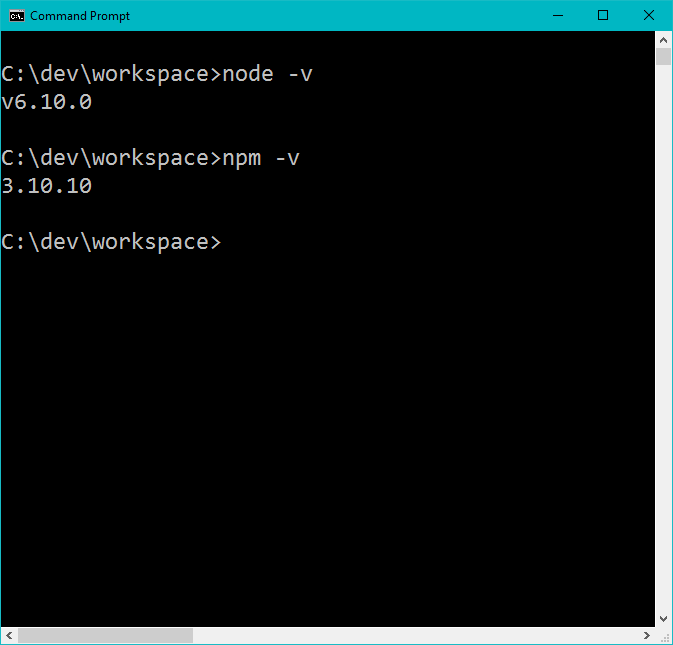 Command Prompt
C:\dev\workspace>node -v
v6.10.0
C:\dev\workspace>npm -v
3.10.10
C:\dev\workspace>